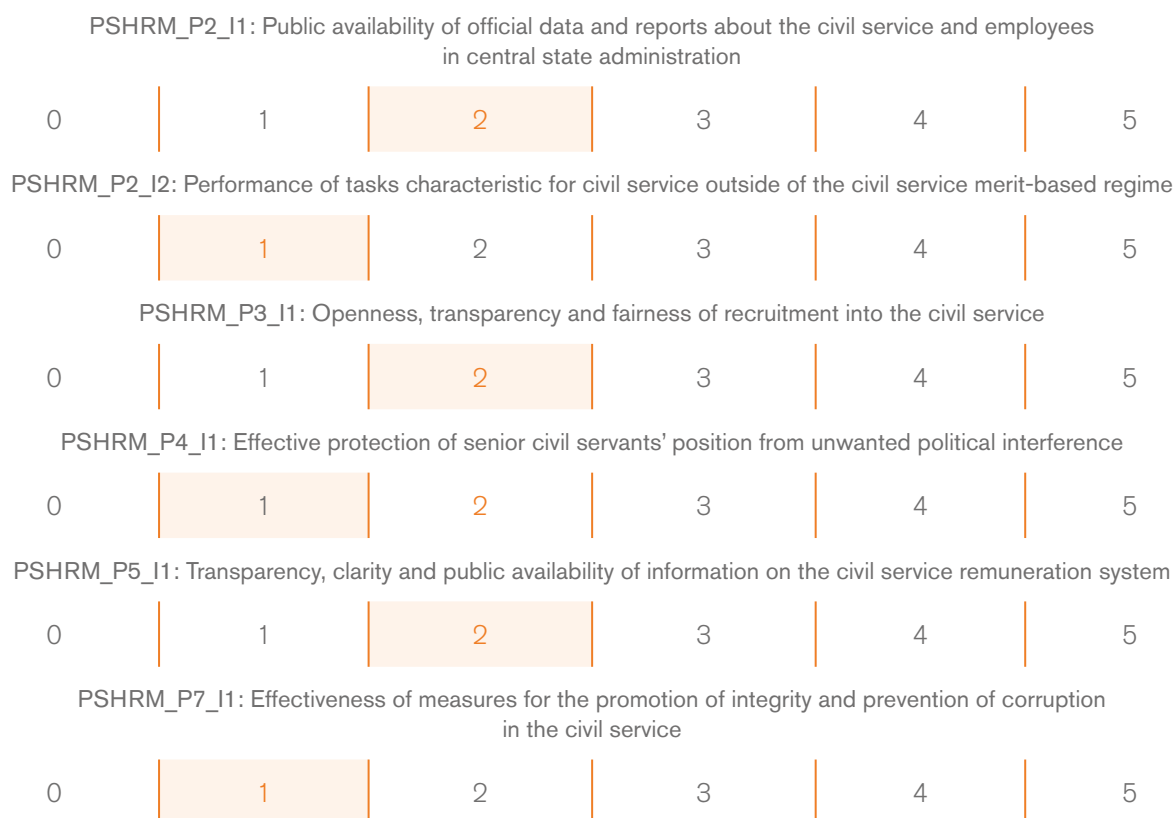 PSHRM_P2_I1: Public availability of official data and reports about the civil service and employees
in central state administration
0 1 2 3 4 5
PSHRM_P2_I2: Performance of tasks characteristic for civil service outside of the civil service merit-based regime
0 1 2 3 4 5
PSHRM_P3_I1: Openness, transparency and fairness of recruitment into the civil service
0 1 2 3 4 5
PSHRM_P4_I1: Effective protection of senior civil servants’ position from unwanted political interference
0 1 2 3 4 5
PSHRM_P5_I1: Transparency, clarity and public availability of information on the civil service remuneration system
0 1 2 3 4 5
PSHRM_P7_I1: Effectiveness of measures for the promotion of integrity and prevention of corruption
in the civil service
0 1 2 3 4 5